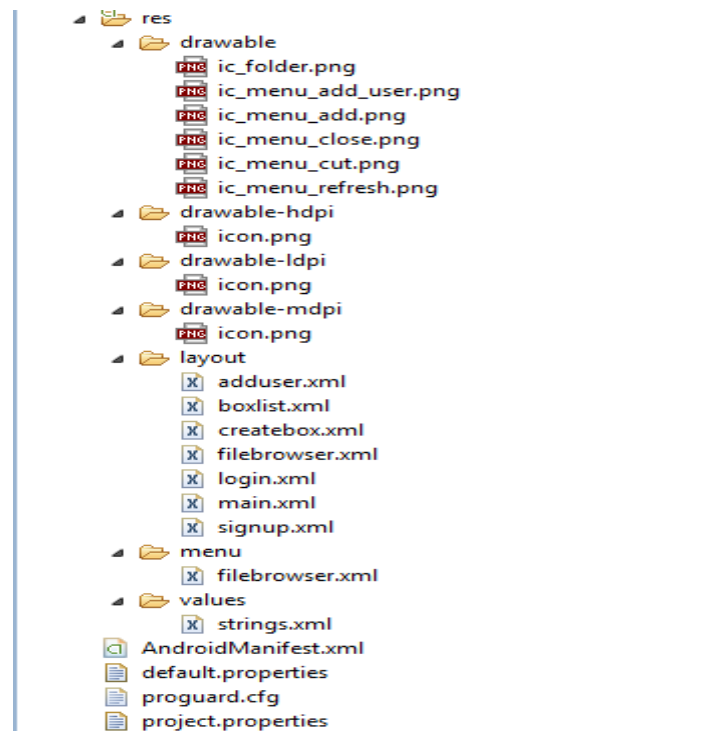 res
drawable
ic_folder.png
ic_menu_add_user.png
ic_menu_add.png
ic_menu_close.png
ic_menu_cut.png
ic_menu_refresh.png
drawable-hdpi
icon.png
drawable-ldpi
icon.png
drawable-mdpi
icon.png
layout
adduser.xml
boxlist.xml
createbox.xml
filebrowser.xml
login.xml
main.xml
signup.xml
menu
filebrowser.xml
values
strings.xml
AndroidManifest.xml
default.properties
proguard.cfg
project.properties